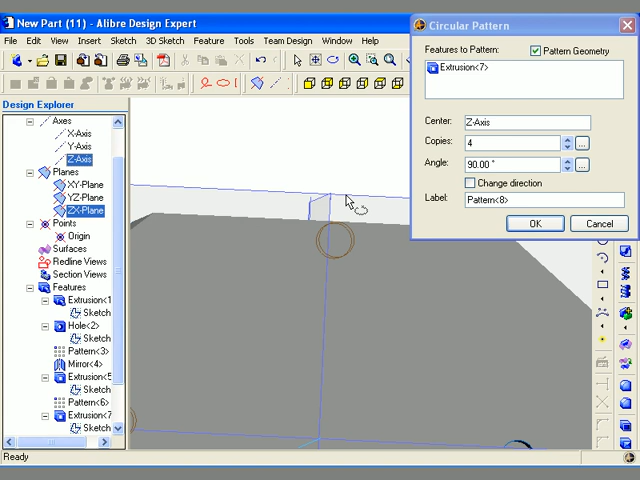 New Part (11) - Alibre Design Expert
File Edit View Insert Sketch 3D Sketch Feature Tools Team Design Window Help
Design Explorer
Axes
X-Axis
Y-Axis
Z-Axis
Planes
XY-Plane
YZ-Plane
ZX-Plane
Points
Origin
Surfaces
Redline Views
Section Views
Features
Extrusion<1
Sketch
Hole<2>
Sketch
Pattern<3>
Mirror<4>
Extrusion<5
Sketch
Pattern<6>
Extrusion<7
Sketch
Ready
Circular Pattern
Features to Pattern:
Pattern Geometry
Extrusion<7>
Center:
Z-Axis
Copies:
4
...
Angle:
90.00 °
...
Change direction
Label:
Pattern<8>
OK
Cancel